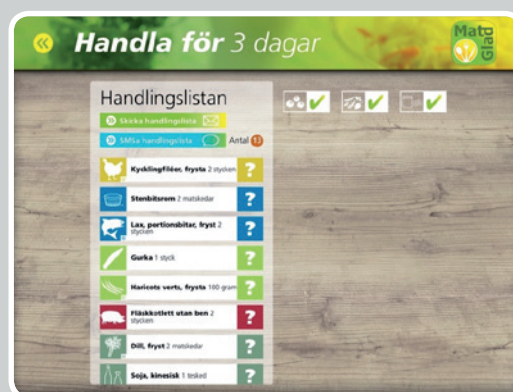 Handla för 3 dagar
Mat
Glad
Handlingslistan
Skicka handlingslista
SMSa handlingslista Antal 13
Kycklingfiléer, frysta 2 stycken ?
Stenbitsrom 2 matskedar ?
Lax, portionsbitar, fryst 2
stycken ?
Gurka 1 styck ?
Haricots verts, frysta 100 gram ?
Fläskkotlett utan ben 2
stycken ?
Dill, fryst 2 matskedar ?
Soja, kinesisk 1 tesked ?